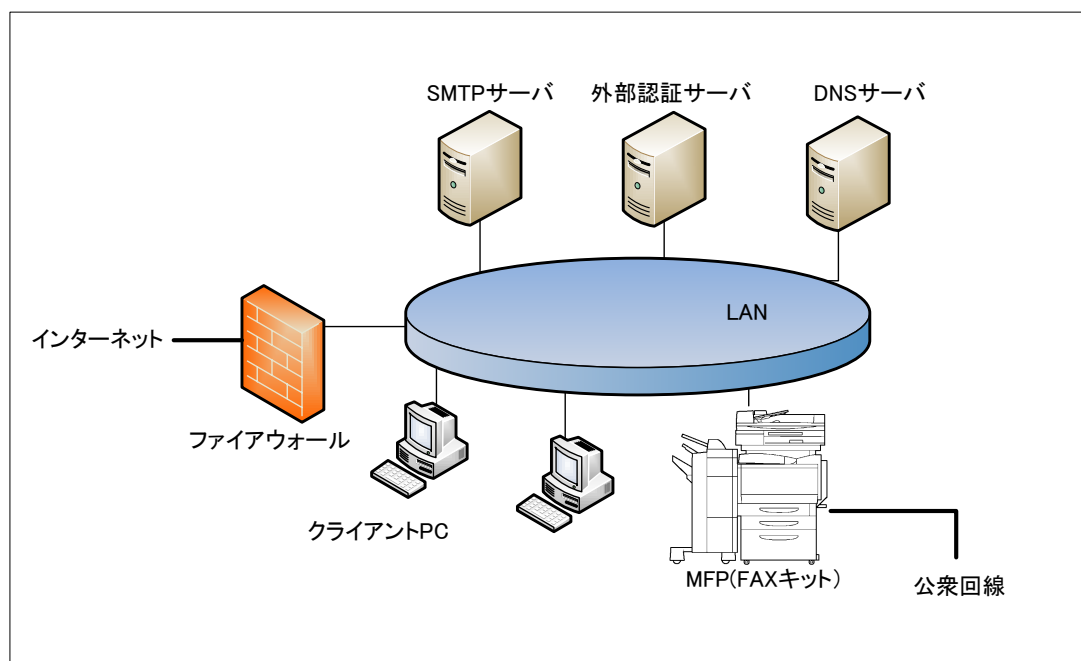 SMTPサーバ
外部認証サーバ
DNSサーバ
LAN
インターネット
ファイアウォール
クライアントPC
MFP(FAXキット)
公衆回線